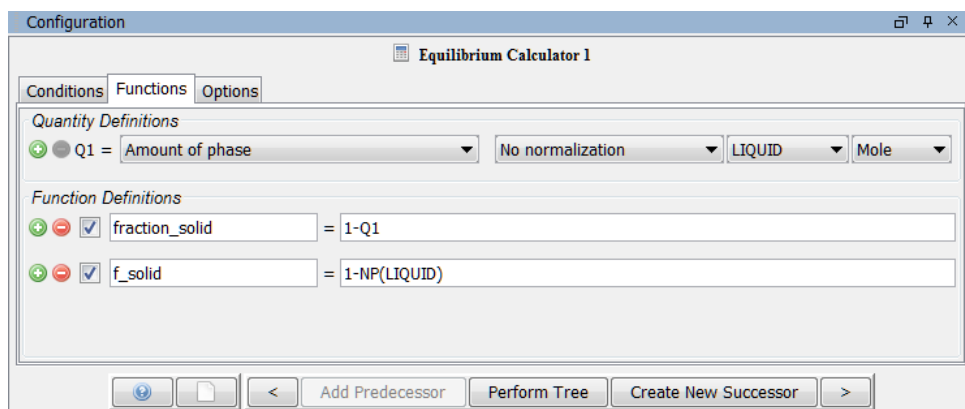 Configuration
Equilibrium Calculator 1
Conditions Functions Options
Quantity Definitions
Q1 = Amount of phase No normalization LIQUID Mole
Function Definitions
fraction_solid = 1-Q1
f_solid = 1-NP(LIQUID)
< Add Predecessor Perform Tree Create New Successor >